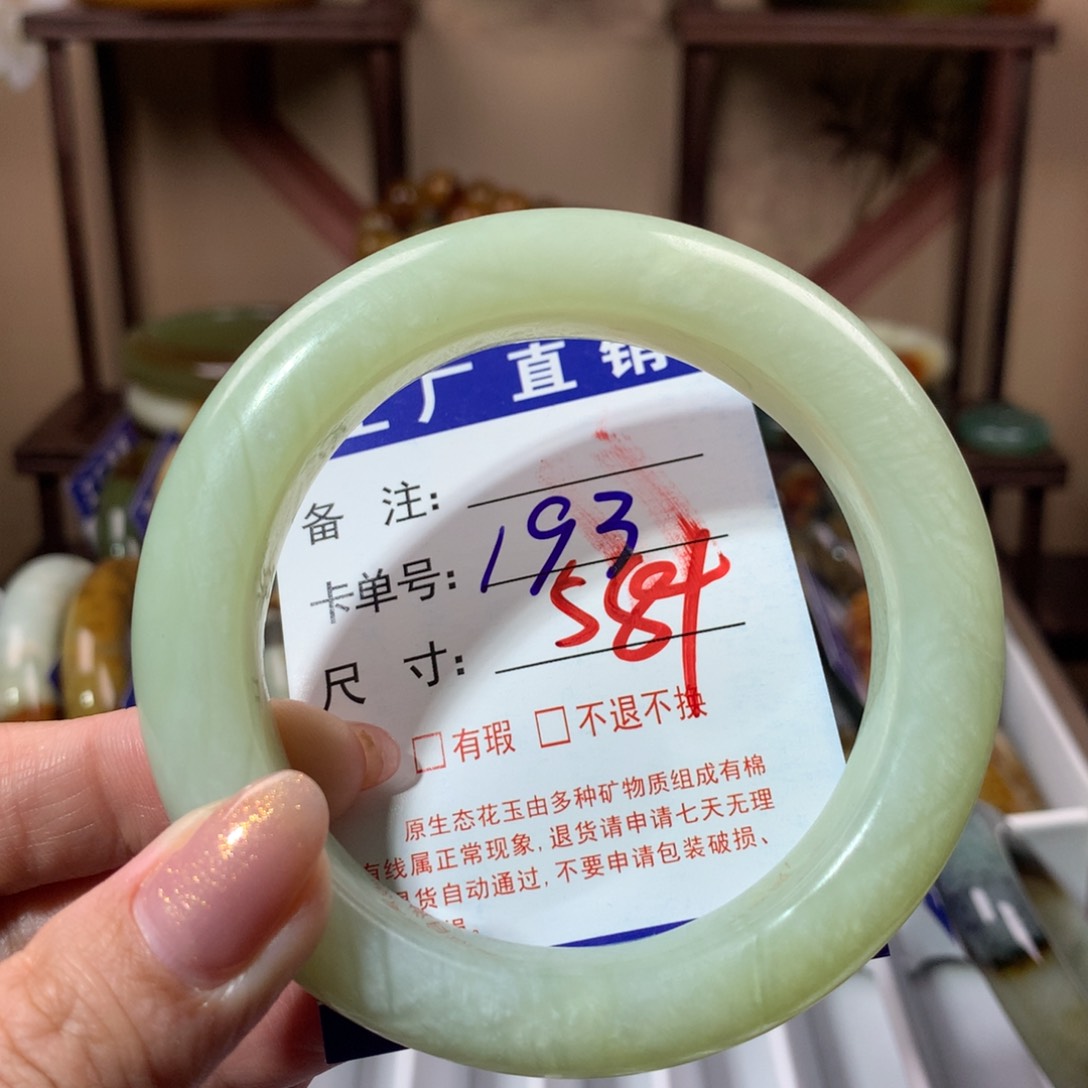 厂直销
备 注:
卡单号: 193
尺 寸: 584
□有瑕 □不退不换
原生态花玉由多种矿物质组成有棉
有线属正常现象,退货请申请七天无理
退货自动通过,不要申请包装破损、